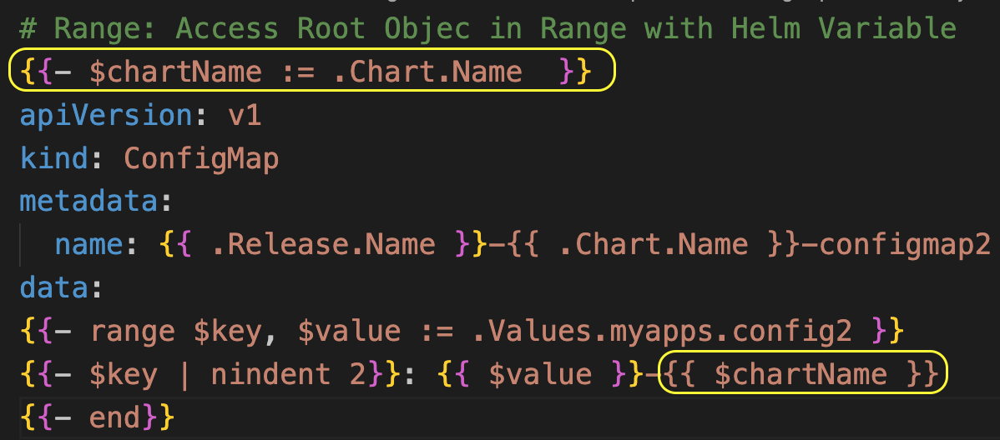 # Range: Access Root Objec in Range with Helm Variable
{{- $chartName := .Chart.Name  }}
apiVersion: v1
kind: ConfigMap
metadata:
  name: {{ .Release.Name }}-{{ .Chart.Name }}-configmap2
data:
{{- range $key, $value := .Values.myapps.config2 }}
{{- $key | nindent 2}}: {{ $value }}-{{ $chartName }}
{{- end}}